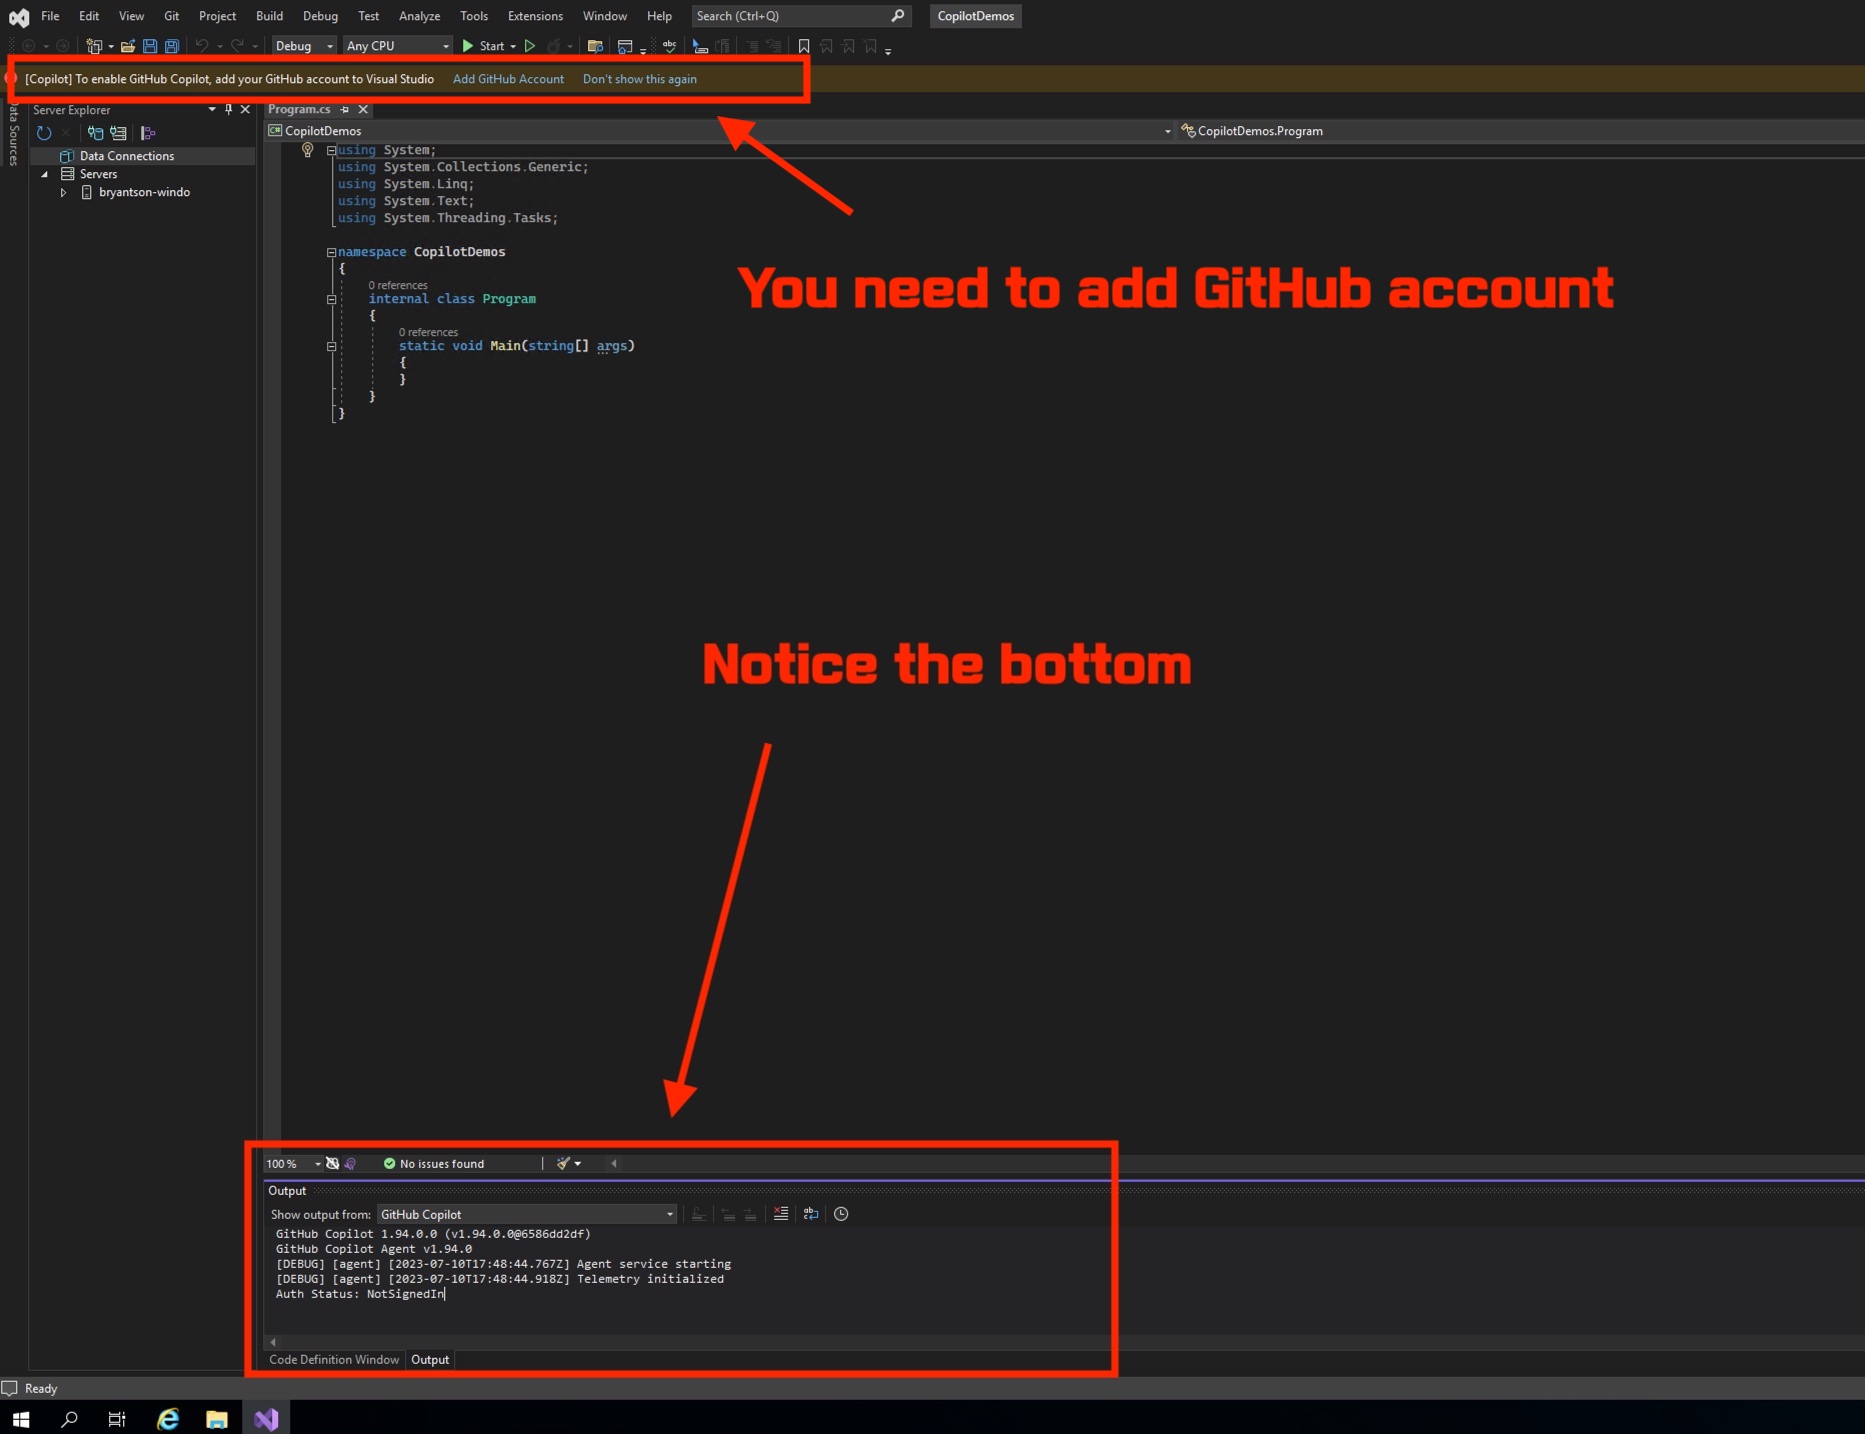 File Edit View Git Project Build Debug Test Analyze Tools Extensions Window Help Search (Ctrl+Q) CopilotDemos
Debug Any CPU Start
[Copilot] To enable GitHub Copilot, add your GitHub account to Visual Studio Add GitHub Account Don't show this again
Data Sources
Server Explorer
Data Connections
Servers
bryantson-windo
Program.cs
C# CopilotDemos CopilotDemos.Program
using System;
using System.Collections.Generic;
using System.Linq;
using System.Text;
using System.Threading.Tasks;
namespace CopilotDemos
{
0 references
internal class Program
{
0 references
static void Main(string[] args)
{
}
}
}
You need to add GitHub account
Notice the bottom
100 % No issues found
Output
Show output from: GitHub Copilot
GitHub Copilot 1.94.0.0 (v1.94.0.0@6586dd2df)
GitHub Copilot Agent v1.94.0
[DEBUG] [agent] [2023-07-10T17:48:44.767Z] Agent service starting
[DEBUG] [agent] [2023-07-10T17:48:44.918Z] Telemetry initialized
Auth Status: NotSignedIn
Code Definition Window Output
Ready